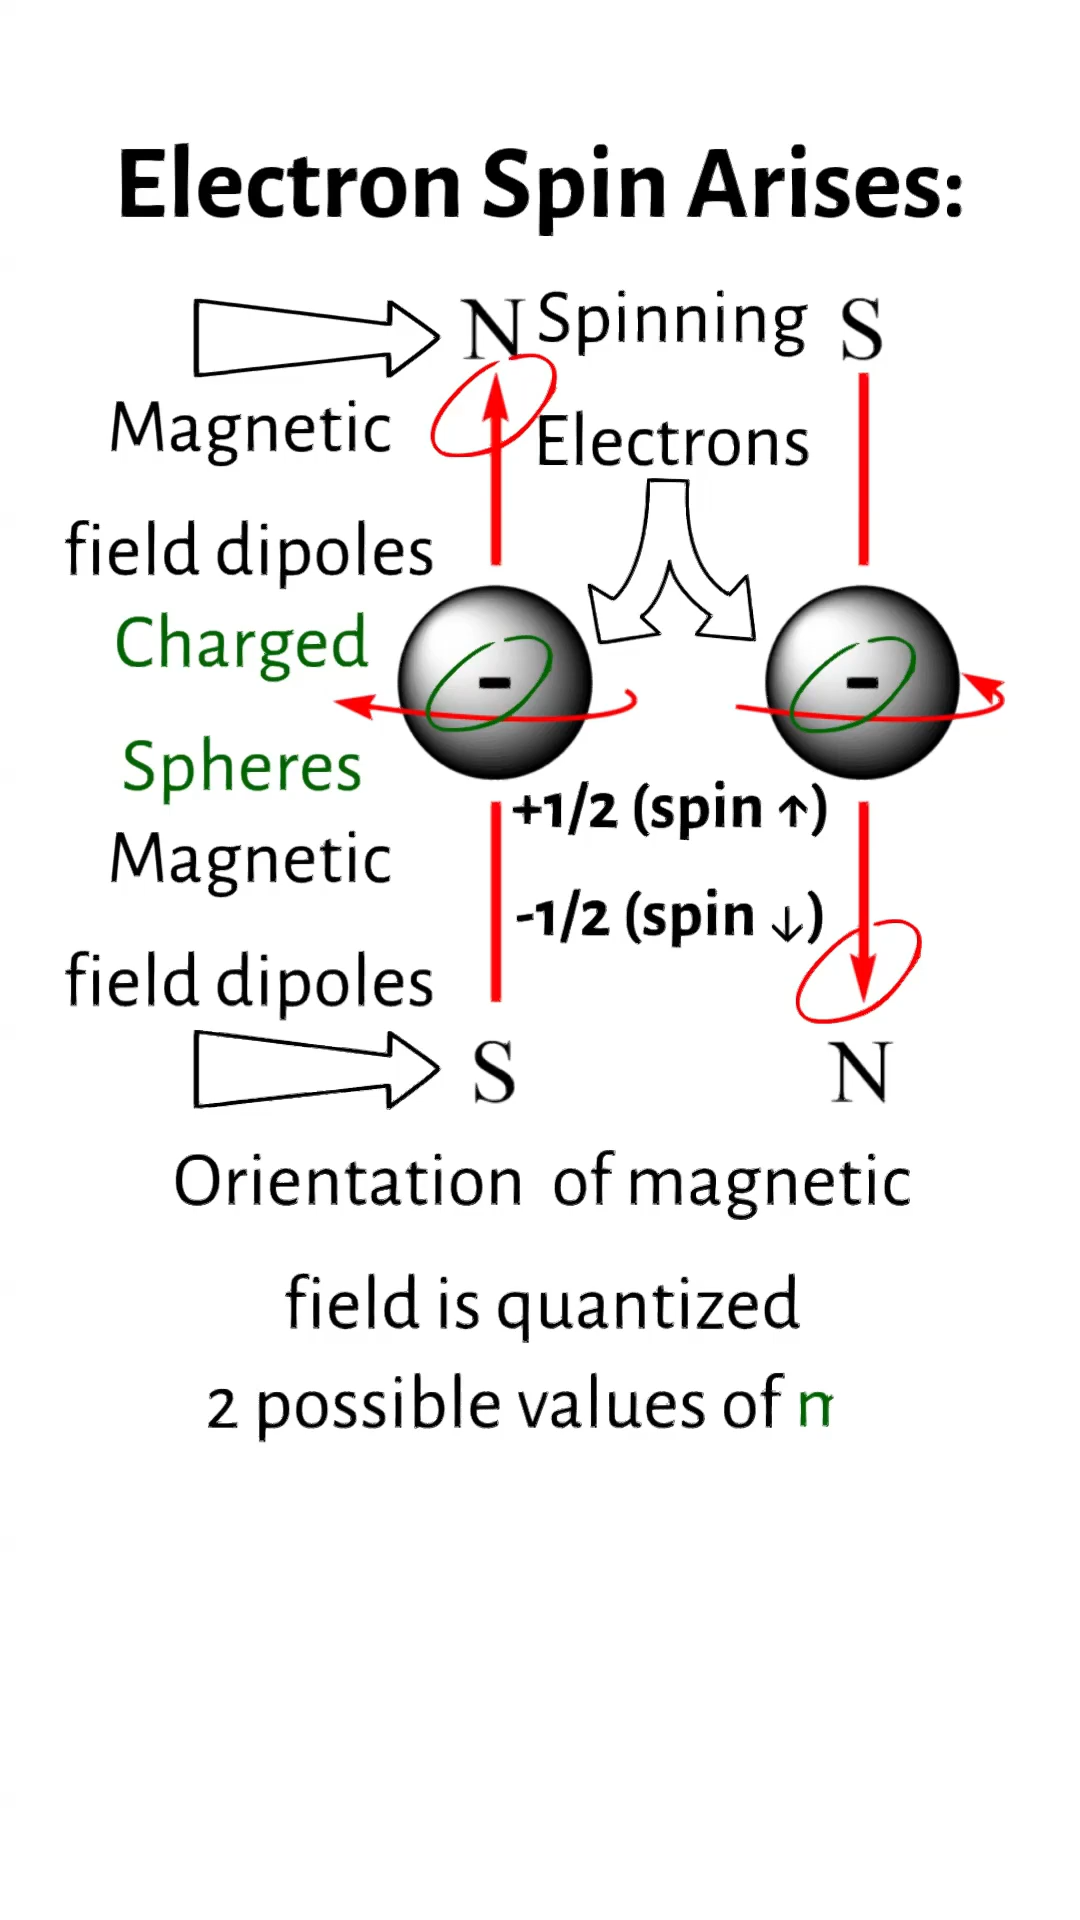 Electron Spin Arises:
N Spinning S
Magnetic
Electrons
field dipoles
Charged
- -
Spheres
+1/2 (spin ↑)
Magnetic
-1/2 (spin ↓)
field dipoles
S N
Orientation of magnetic
field is quantized
2 possible values of